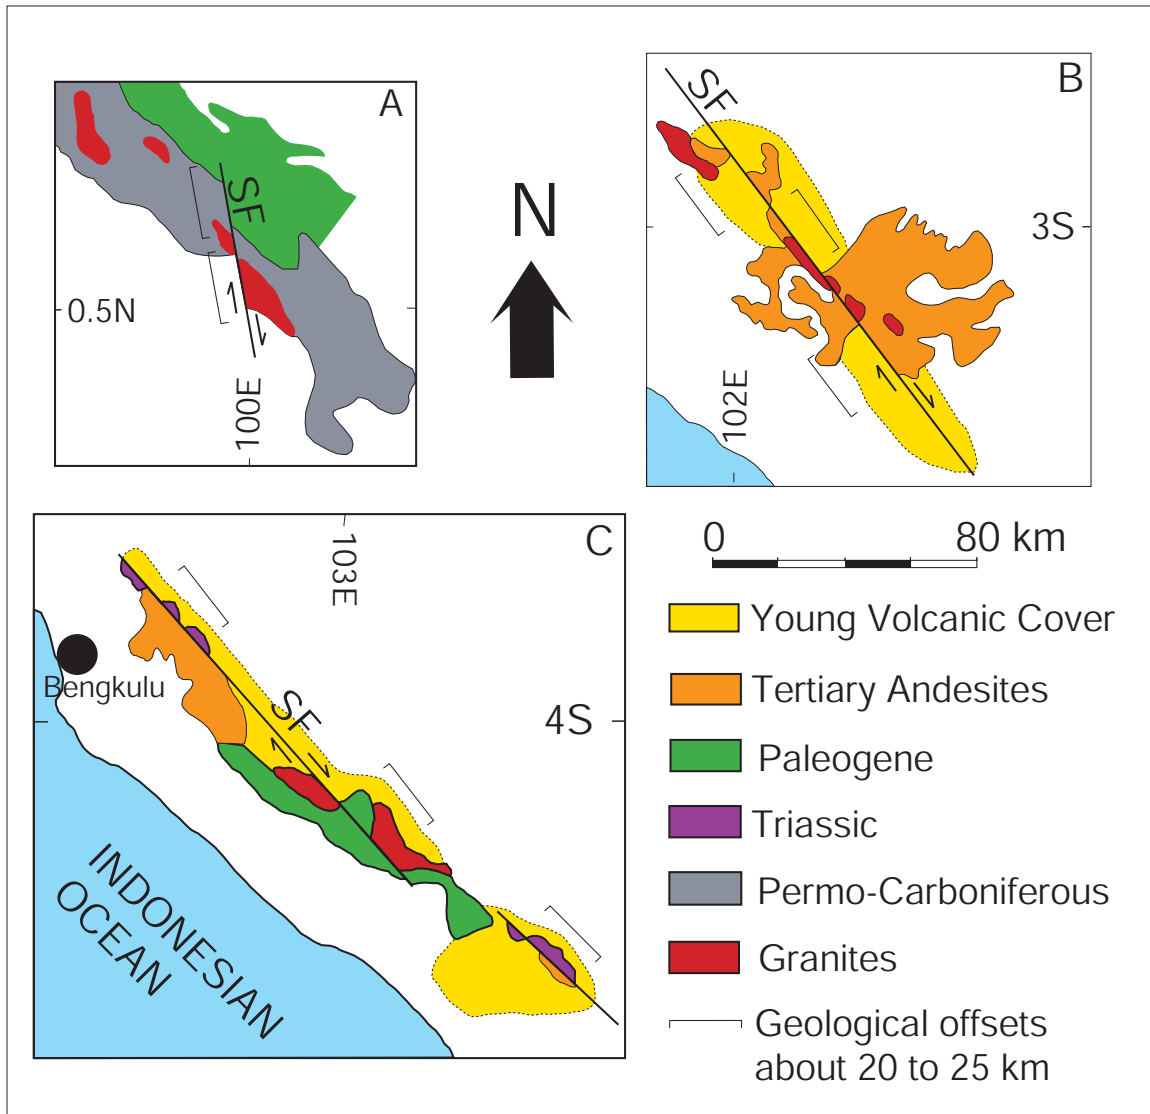 A
SF
0.5N
100E
N
B
SF
3S
102E
C
103E
Bengkulu
SF
4S
INDONESIAN
OCEAN
0 80 km
Young Volcanic Cover
Tertiary Andesites
Paleogene
Triassic
Permo-Carboniferous
Granites
Geological offsets
about 20 to 25 km